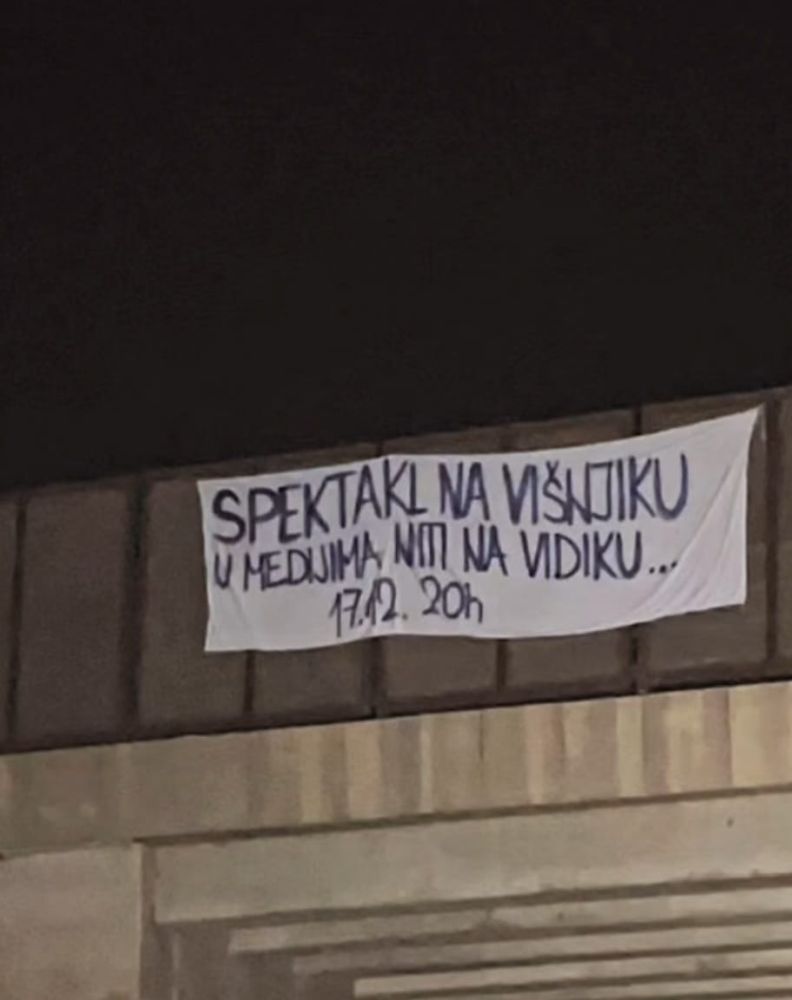 SPEKTAKL NA VIŠNJIKU
U MEDIJIMA NITI NA VIDIKU...
17.12. 20h